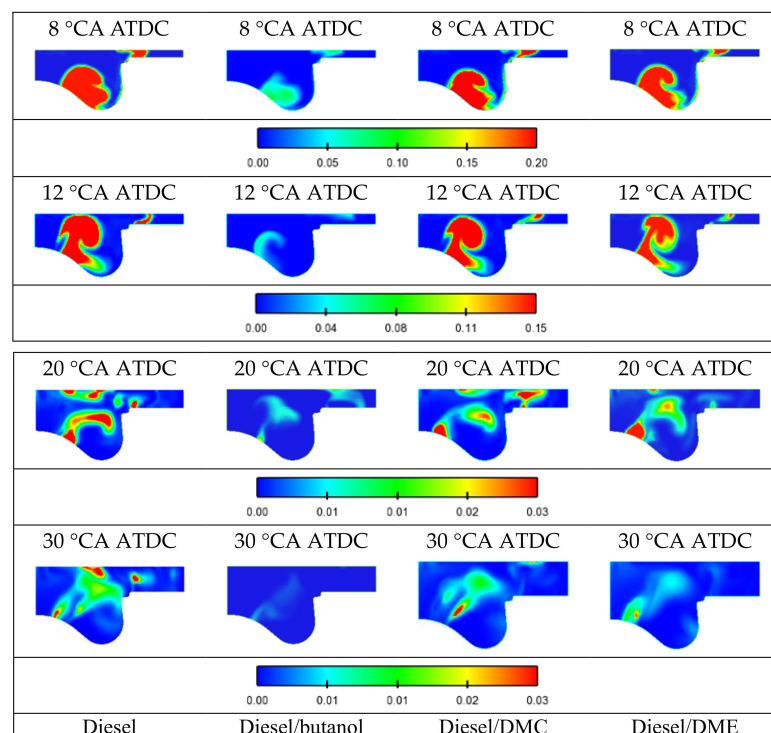 8 °CA ATDC 8 °CA ATDC 8 °CA ATDC 8 °CA ATDC
0.00 0.05 0.10 0.15 0.20
12 °CA ATDC 12 °CA ATDC 12 °CA ATDC 12 °CA ATDC
0.00 0.04 0.08 0.11 0.15
20 °CA ATDC 20 °CA ATDC 20 °CA ATDC 20 °CA ATDC
0.00 0.01 0.01 0.02 0.03
30 °CA ATDC 30 °CA ATDC 30 °CA ATDC 30 °CA ATDC
0.00 0.01 0.01 0.02 0.03
Diesel Diesel/butanol Diesel/DMC Diesel/DME